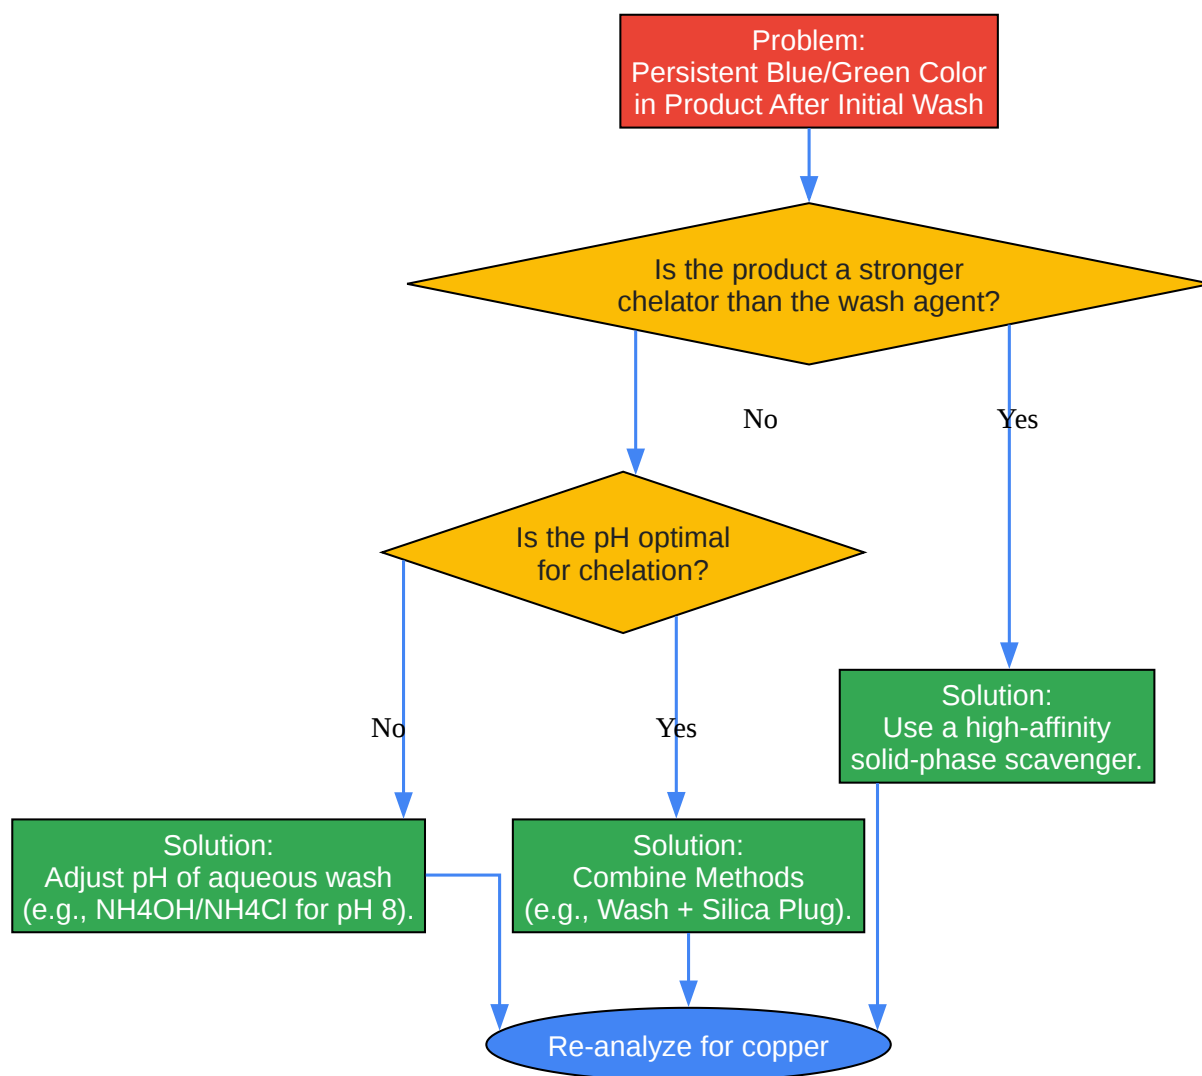 Problem:
Persistent Blue/Green Color
in Product After Initial Wash
Is the product a stronger
chelator than the wash agent?
No
Yes
Is the pH optimal
for chelation?
No
Yes
Solution:
Use a high-affinity
solid-phase scavenger.
Solution:
Adjust pH of aqueous wash
(e.g., NH4OH/NH4Cl for pH 8).
Solution:
Combine Methods
(e.g., Wash + Silica Plug).
Re-analyze for copper